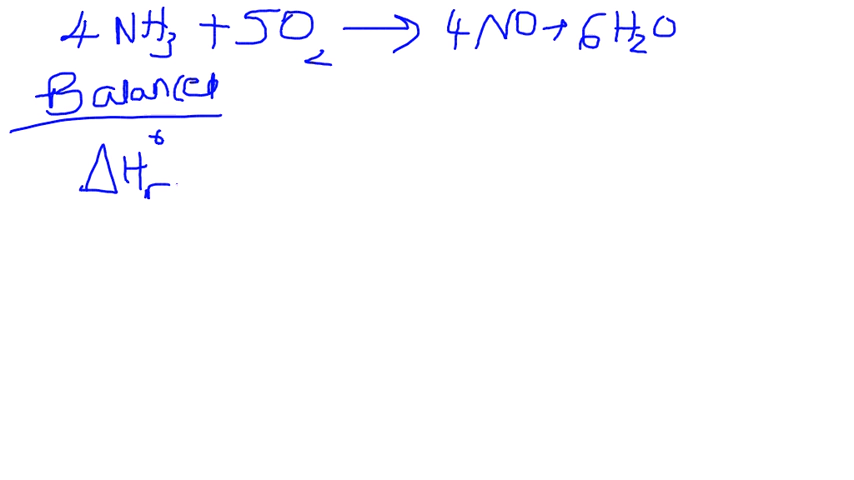 4 NH₃ + 5O₂ → 4NO + 6H₂O
Balanced
ΔH°r